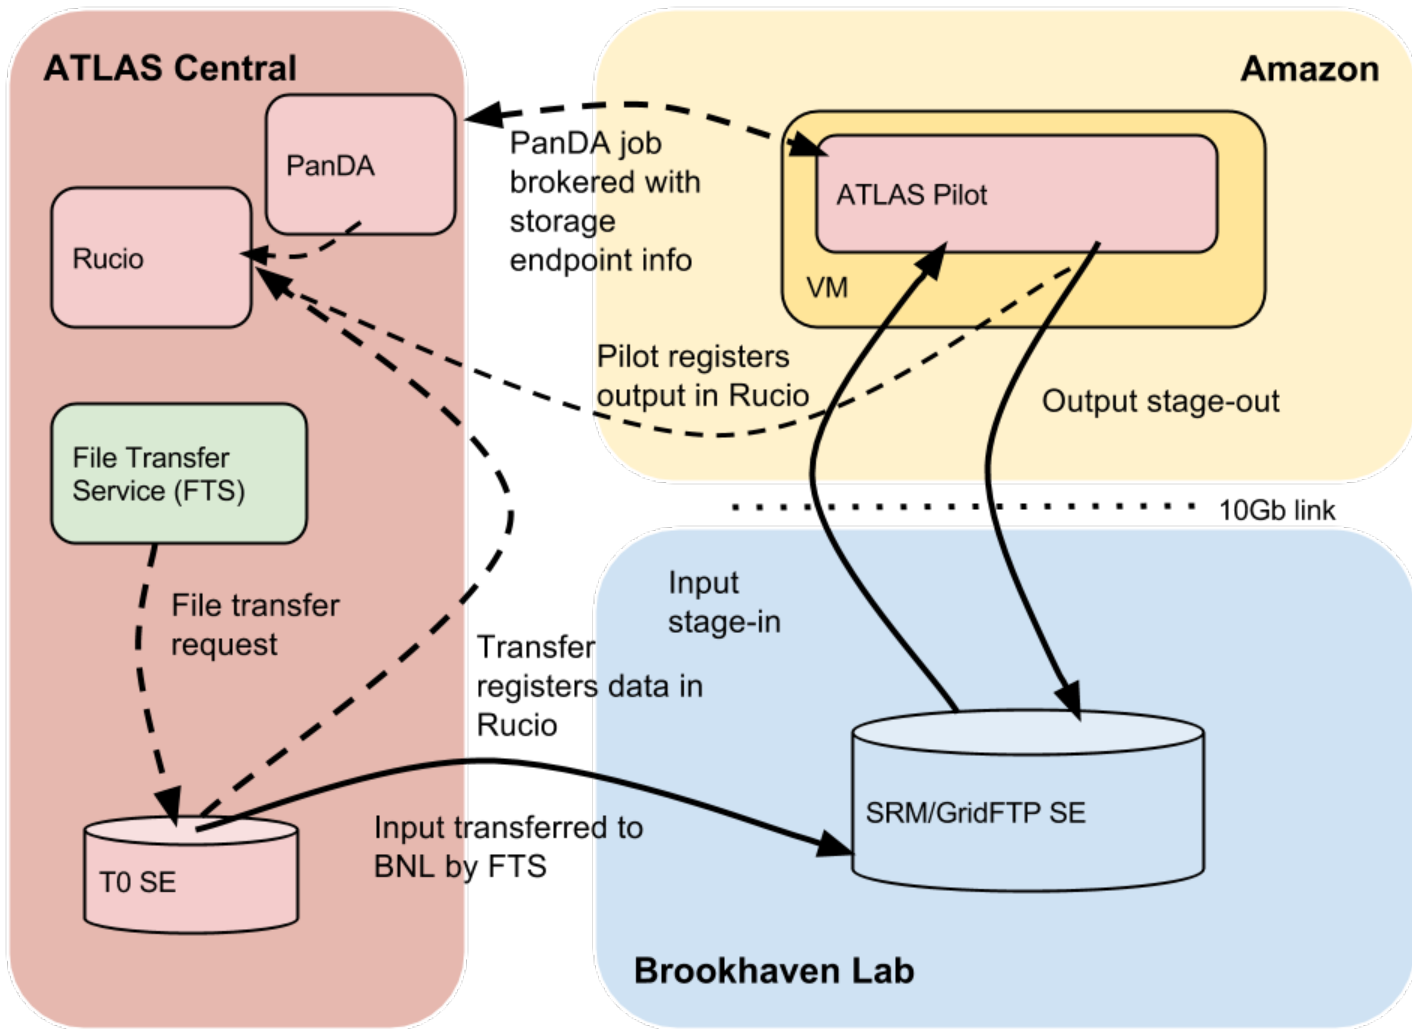 ATLAS Central
Amazon
PanDA
Rucio
PanDA job
brokered with
storage
endpoint info
ATLAS Pilot
VM
Pilot registers
output in Rucio
Output stage-out
File Transfer
Service (FTS)
10Gb link
File transfer
request
Input
stage-in
Transfer
registers data in
Rucio
Input transferred to
BNL by FTS
T0 SE
SRM/GridFTP SE
Brookhaven Lab